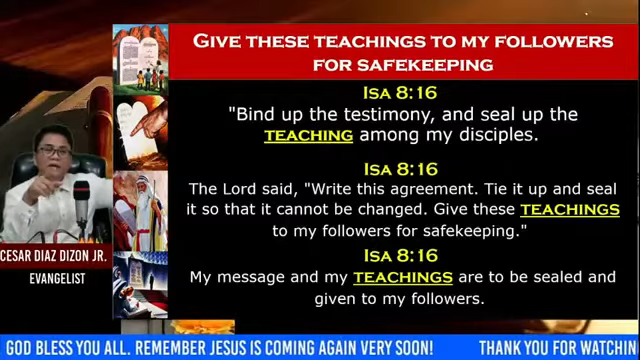 GIVE THESE TEACHINGS TO MY FOLLOWERS
FOR SAFEKEEPING
ISA 8:16
"Bind up the testimony, and seal up the
TEACHING among my disciples.
ISA 8:16
The Lord said, "Write this agreement. Tie it up and seal
it so that it cannot be changed. Give these TEACHINGS
to my followers for safekeeping."
ISA 8:16
My message and my TEACHINGS are to be sealed and
given to my followers.
CESAR DIAZ DIZON JR.
EVANGELIST
GOD BLESS YOU ALL. REMEMBER JESUS IS COMING AGAIN VERY SOON! THANK YOU FOR WATCHIN